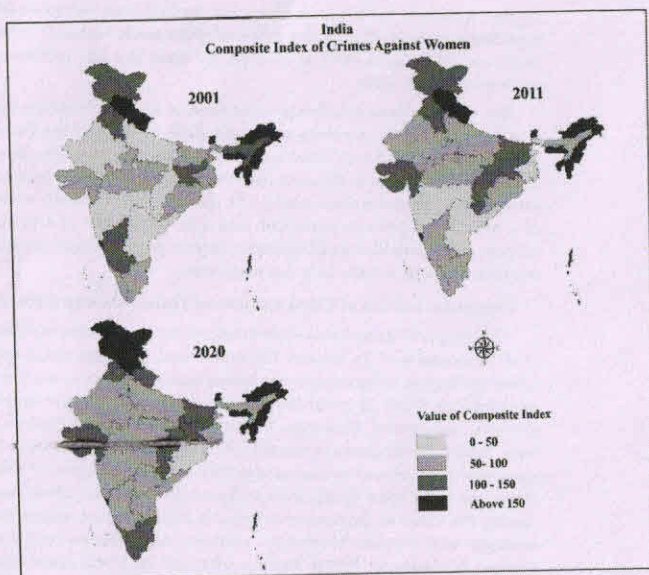 India
Composite Index of Crimes Against Women
2001
2011
2020
Value of Composite Index
0 - 50
50- 100
100 - 150
Above 150